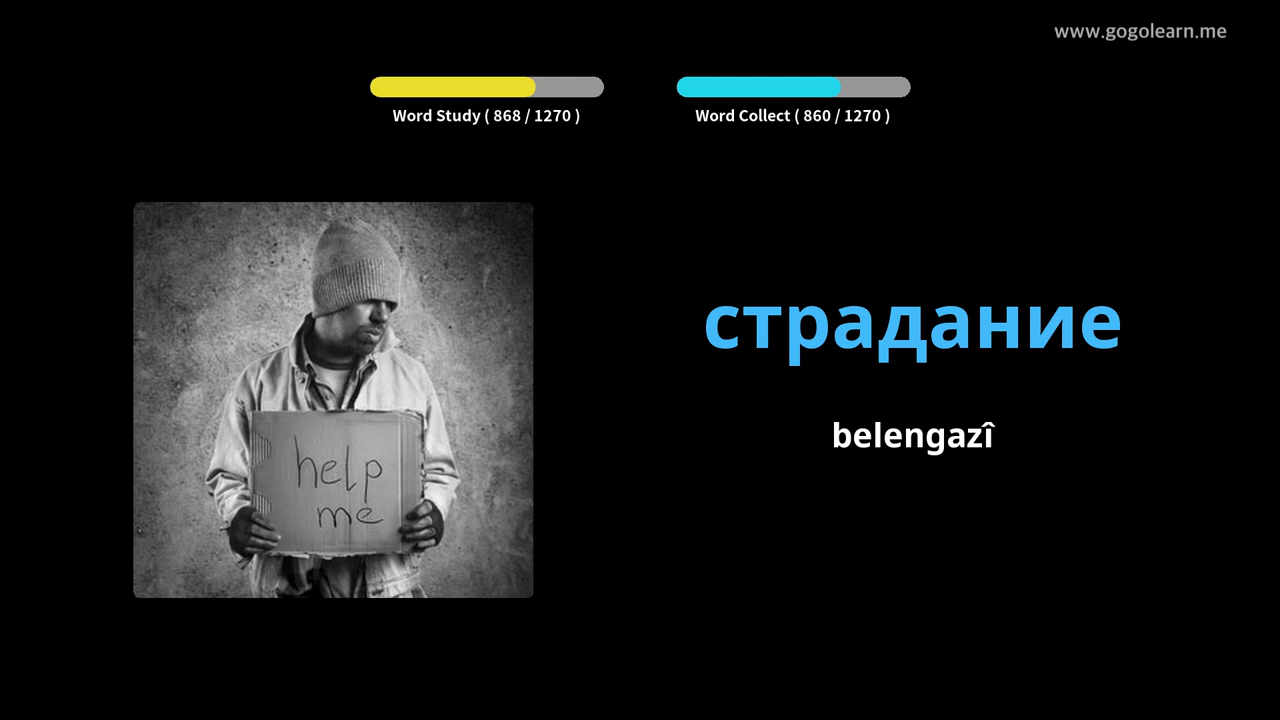 www.gogolearn.me
Word Study ( 868 / 1270 )
Word Collect ( 860 / 1270 )
страдание
belengazî
help
me